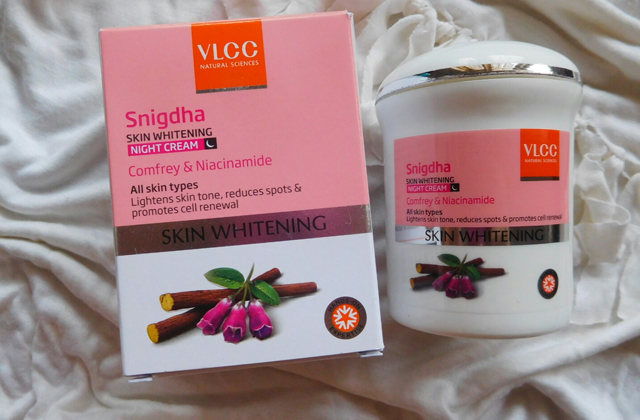 VLCC
NATURAL SCIENCES
Snigdha
SKIN WHITENING
NIGHT CREAM
Comfrey & Niacinamide
All skin types
Lightens skin tone, reduces spots &
promotes cell renewal
SKIN WHITENING
VLCC
NATURAL SCIENCES
Snigdha
SKIN WHITENING
NIGHT CREAM
Comfrey & Niacinamide
All skin types
Lightens skin tone, reduces spots & promotes cell renewal
SKIN WHITENING